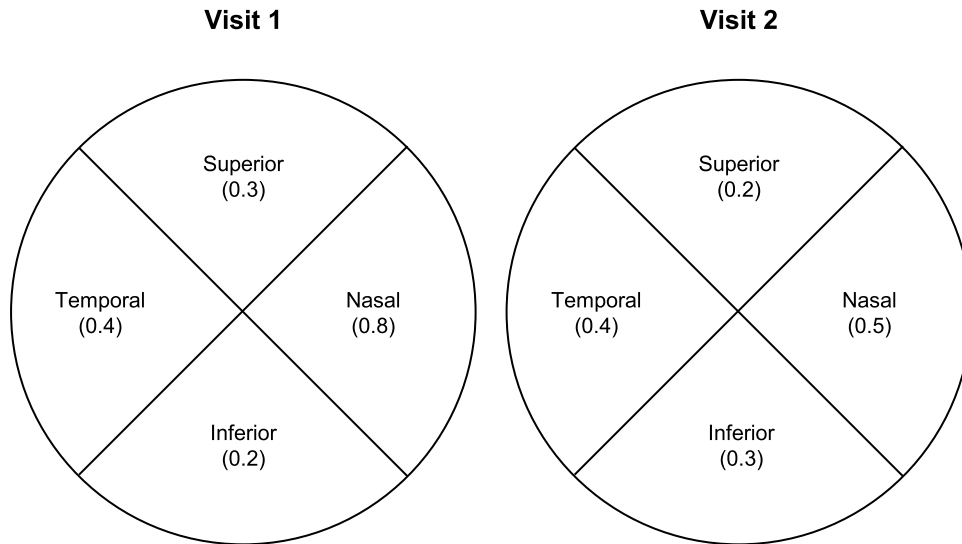 Visit 1
Superior
(0.3)
Temporal
(0.4)
Nasal
(0.8)
Inferior
(0.2)
Visit 2
Superior
(0.2)
Temporal
(0.4)
Nasal
(0.5)
Inferior
(0.3)